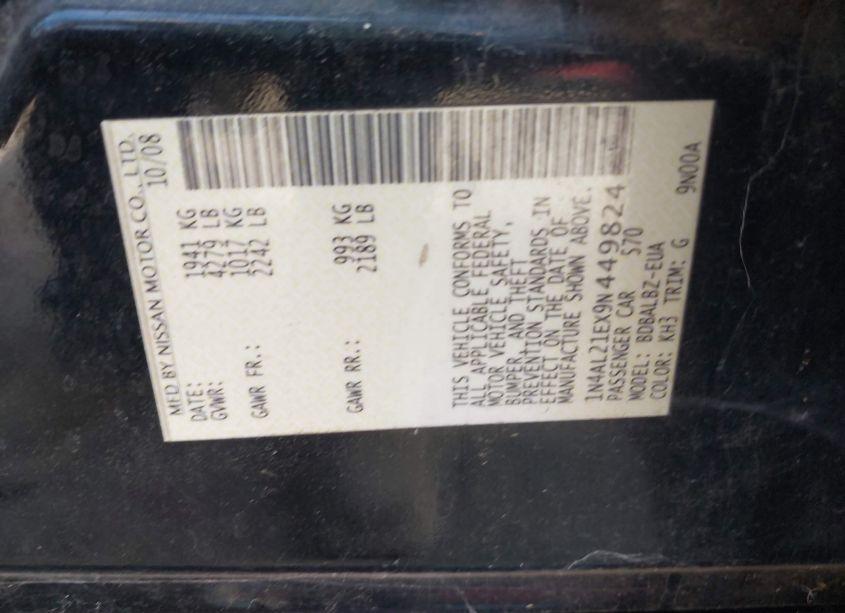 MFD BY NISSAN MOTOR CO., LTD.
DATE: 10/08
GVWR: 1941 KG
4279 LB
GAWR FR.: 1017 KG
2242 LB
GAWR RR.: 993 KG
2189 LB
THIS VEHICLE CONFORMS TO
ALL APPLICABLE FEDERAL
MOTOR VEHICLE SAFETY,
BUMPER, AND THEFT
PREVENTION STANDARDS IN
EFFECT ON THE DATE OF
MANUFACTURE SHOWN ABOVE.
1N4AL21EX9N449824
PASSENGER CAR S70
MODEL: BDBALBZ-EUA
COLOR: KH3 TRIM: G 9N00A